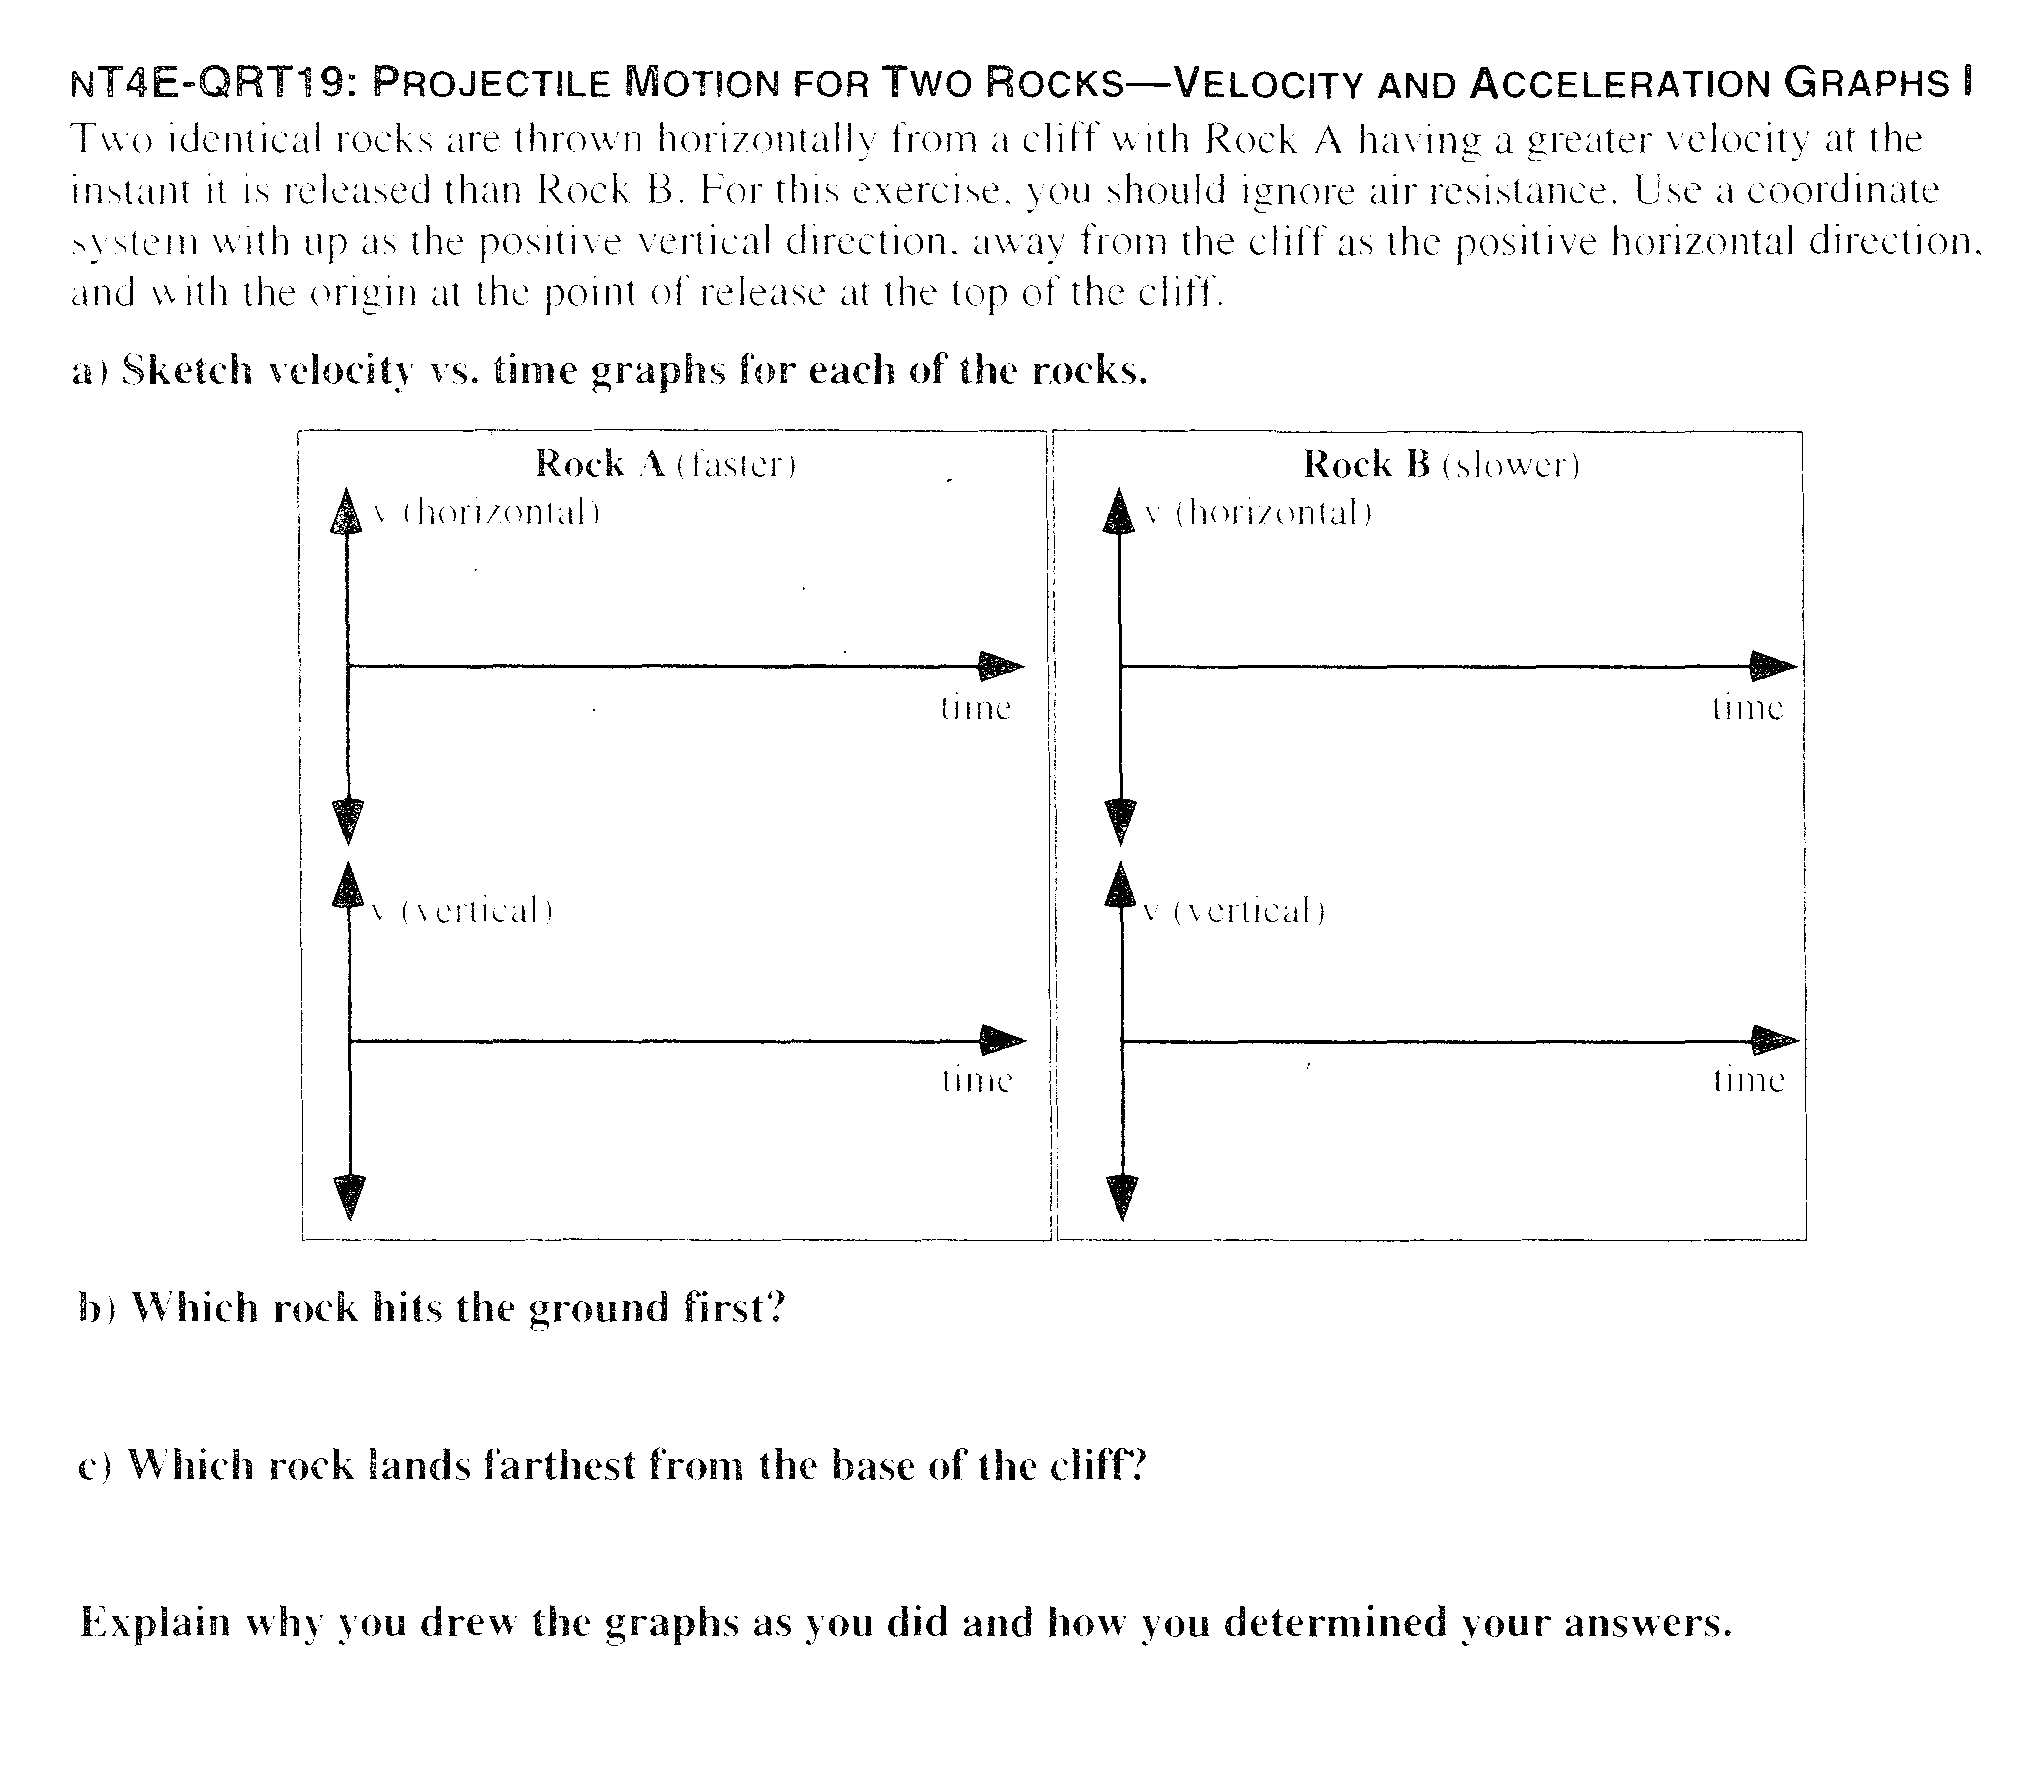 NT4E-QRT19: PROJECTILE MOTION FOR TWO ROCKS—VELOCITY AND ACCELERATION GRAPHS I
Two identical rocks are thrown horizontally from a cliff with Rock A having a greater velocity at the
instant it is released than Rock B. For this exercise, you should ignore air resistance. Use a coordinate
system with up as the positive vertical direction, away from the cliff as the positive horizontal direction,
and with the origin at the point of release at the top of the cliff.
a) Sketch velocity vs. time graphs for each of the rocks.
Rock A (faster)
v (horizontal)
time
v (vertical)
time
Rock B (slower)
v (horizontal)
time
v (vertical)
time
b) Which rock hits the ground first?
c) Which rock lands farthest from the base of the cliff?
Explain why you drew the graphs as you did and how you determined your answers.